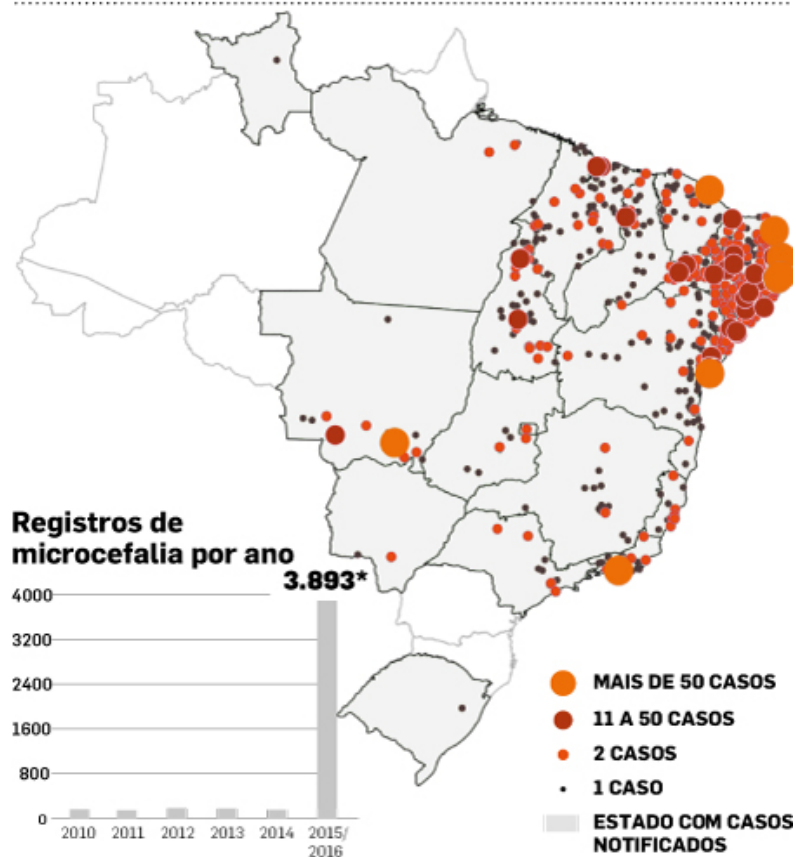 Registros de
microcefalia por ano
3.893*
4000
3200
2400
1600
800
0
2010 2011 2012 2013 2014 2015/
2016
MAIS DE 50 CASOS
11 A 50 CASOS
2 CASOS
1 CASO
ESTADO COM CASOS
NOTIFICADOS